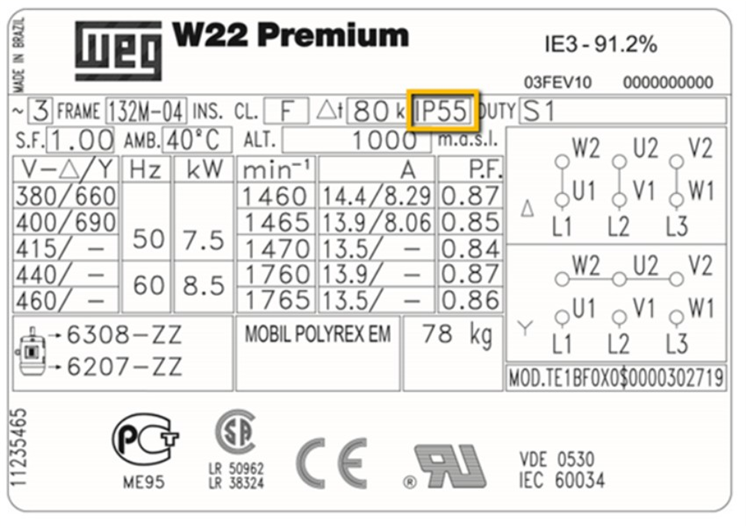 MADE IN BRAZIL
WEG W22 Premium
IE3 - 91.2%
03FEV10 0000000000
~ 3 FRAME 132M-04 INS. CL. F Δt 80 k IP55 DUTY S1
S.F. 1.00 AMB. 40°C ALT. 1000 m.a.s.l.
V-Δ/Y Hz kW min⁻¹ A P.F.
380/660 1460 14.4/8.29 0.87
400/690 1465 13.9/8.06 0.85
415/ - 50 7.5 1470 13.5/ - 0.84
440/ - 60 8.5 1760 13.9/ - 0.87
460/ - 1765 13.5/ - 0.86
W2 U2 V2
Δ U1 V1 W1
L1 L2 L3
W2 U2 V2
Y U1 V1 W1
L1 L2 L3
6308-ZZ MOBIL POLYREX EM 78 kg
6207-ZZ
MOD.TE1BF0X0$0000302719
11235465
PCT
ME95
SA
LR 50962
LR 38324
CE
® RU
VDE 0530
IEC 60034